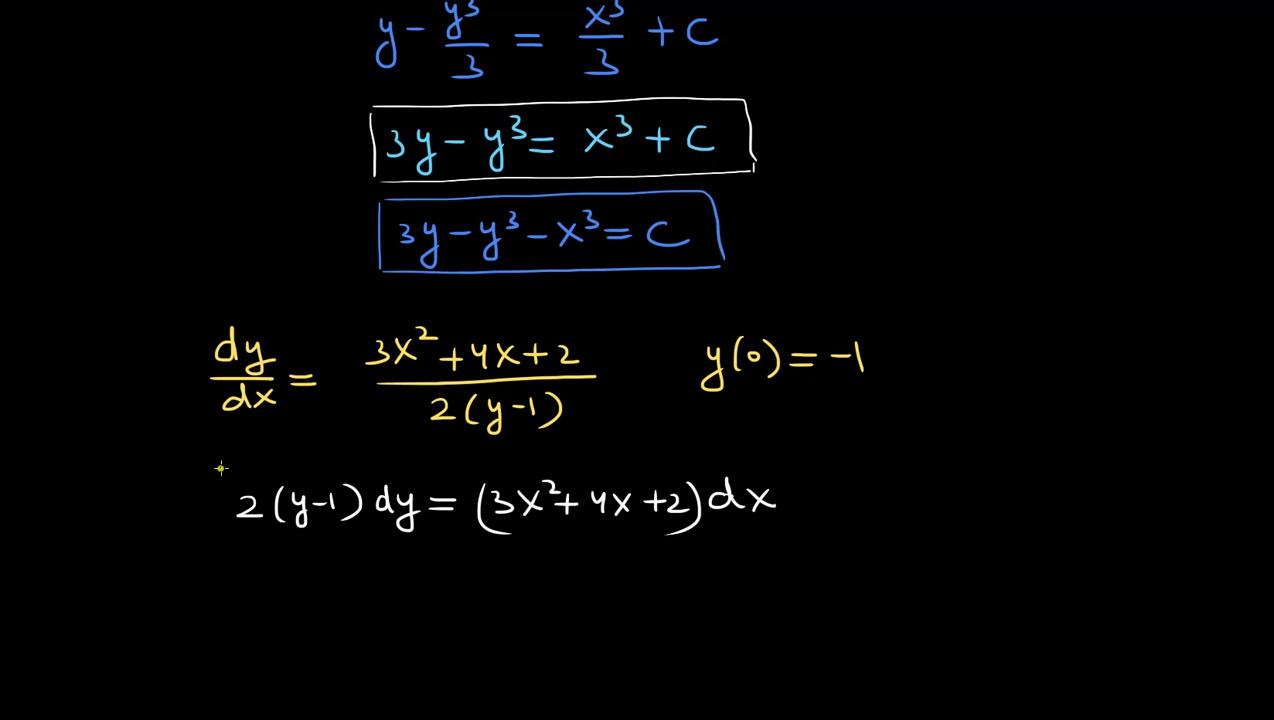 y - y³/3 = x³/3 + C
3y - y³ = x³ + C
3y - y³ - x³ = C
dy/dx = (3x² + 4x + 2)/(2(y-1))    y(0) = -1
2(y-1) dy = (3x² + 4x + 2) dx